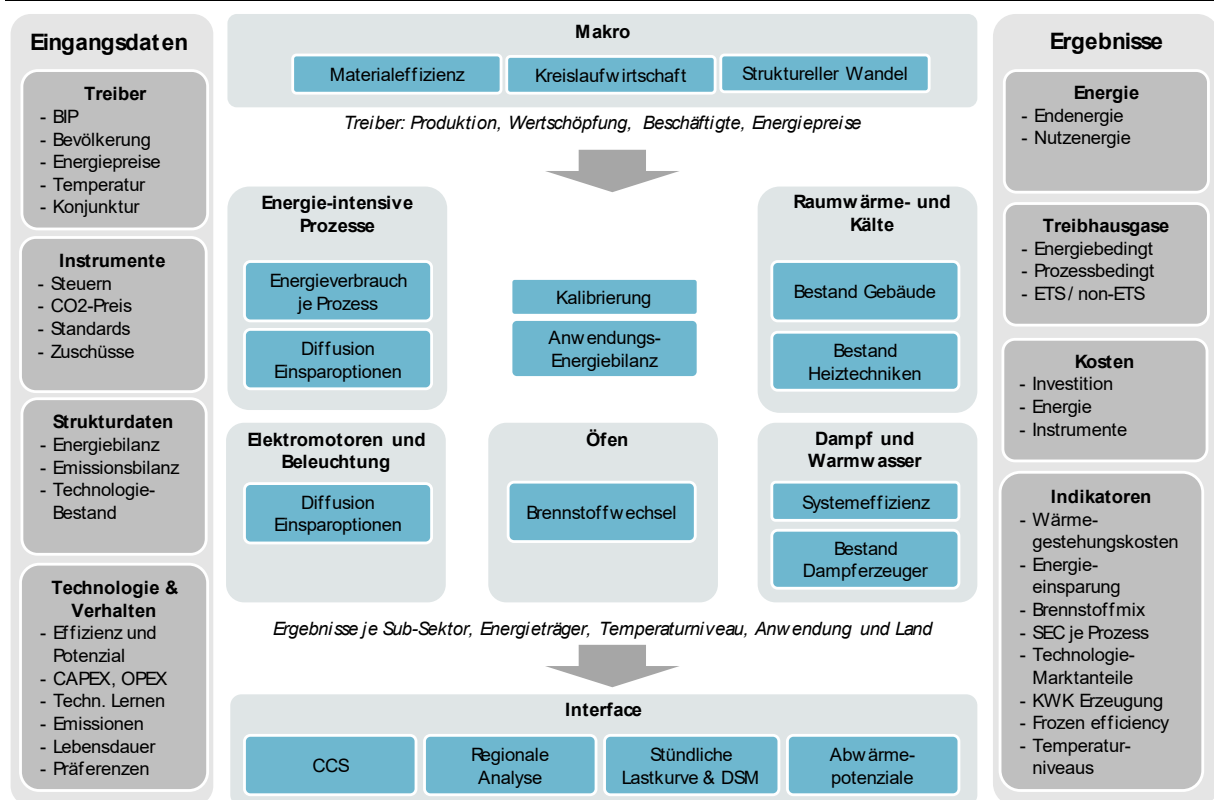 Eingangsdaten
Treiber
- BIP
- Bevölkerung
- Energiepreise
- Temperatur
- Konjunktur
Instrumente
- Steuern
- CO2-Preis
- Standards
- Zuschüsse
Strukturdaten
- Energiebilanz
- Emissionsbilanz
- Technologie-
Bestand
Technologie &
Verhalten
- Effizienz und
Potenzial
- CAPEX, OPEX
- Techn. Lernen
- Emissionen
- Lebensdauer
- Präferenzen
Makro
Materialeffizienz
Kreislaufwirtschaft
Struktureller Wandel
Treiber: Produktion, Wertschöpfung, Beschäftigte, Energiepreise
Energie-intensive
Prozesse
Energieverbrauch
je Prozess
Diffusion
Einsparoptionen
Kalibrierung
Anwendungs-
Energiebilanz
Raumwärme- und
Kälte
Bestand Gebäude
Bestand
Heiztechniken
Elektromotoren und
Beleuchtung
Diffusion
Einsparoptionen
Öfen
Brennstoffwechsel
Dampf und
Warmwasser
Systemeffizienz
Bestand
Dampferzeuger
Ergebnisse je Sub-Sektor, Energieträger, Temperaturniveau, Anwendung und Land
Interface
CCS
Regionale
Analyse
Stündliche
Lastkurve & DSM
Abwärme-
potenziale
Ergebnisse
Energie
- Endenergie
- Nutzenergie
Treibhausgase
- Energiebedingt
- Prozessbedingt
- ETS / non-ETS
Kosten
- Investition
- Energie
- Instrumente
Indikatoren
- Wärme-
gestehungskosten
- Energie-
einsparung
- Brennstoffmix
- SEC je Prozess
- Technologie-
Marktanteile
- KWK Erzeugung
- Frozen efficiency
- Temperatur-
niveaus